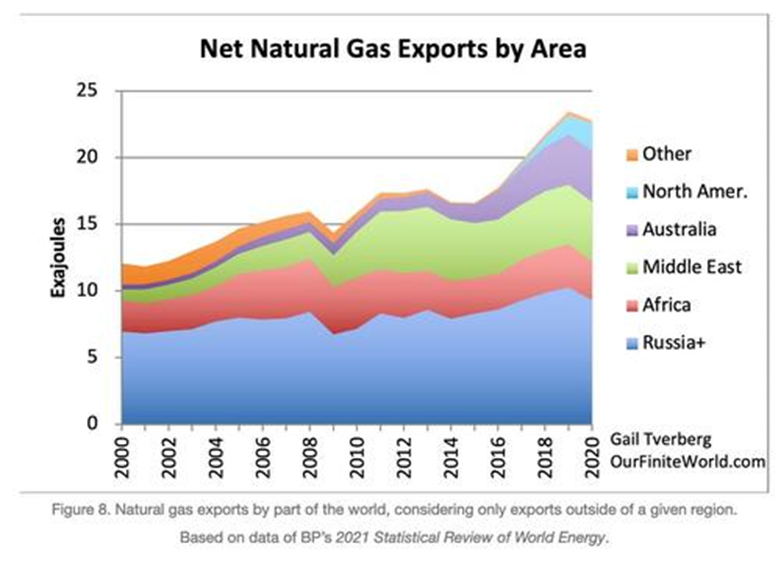 Net Natural Gas Exports by Area
25
20
15
10
5
0
Exajoules
2000
2002
2004
2006
2008
2010
2012
2014
2016
2018
2020
Other
North Amer.
Australia
Middle East
Africa
Russia+
Gail Tverberg
OurFiniteWorld.com
Figure 8. Natural gas exports by part of the world, considering only exports outside of a given region.
Based on data of BP's 2021 Statistical Review of World Energy.